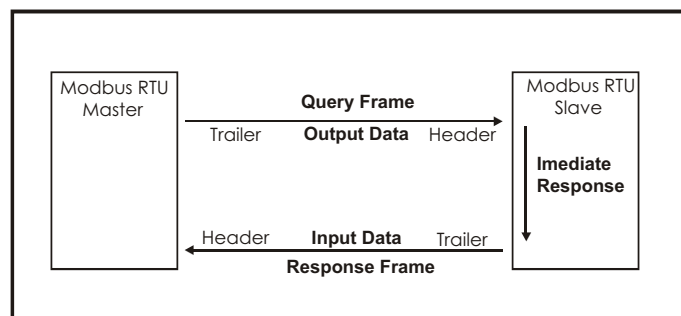 Modbus RTU
Master
Query Frame
Trailer Output Data Header
Modbus RTU
Slave
Imediate
Response
Header Input Data Trailer
Response Frame